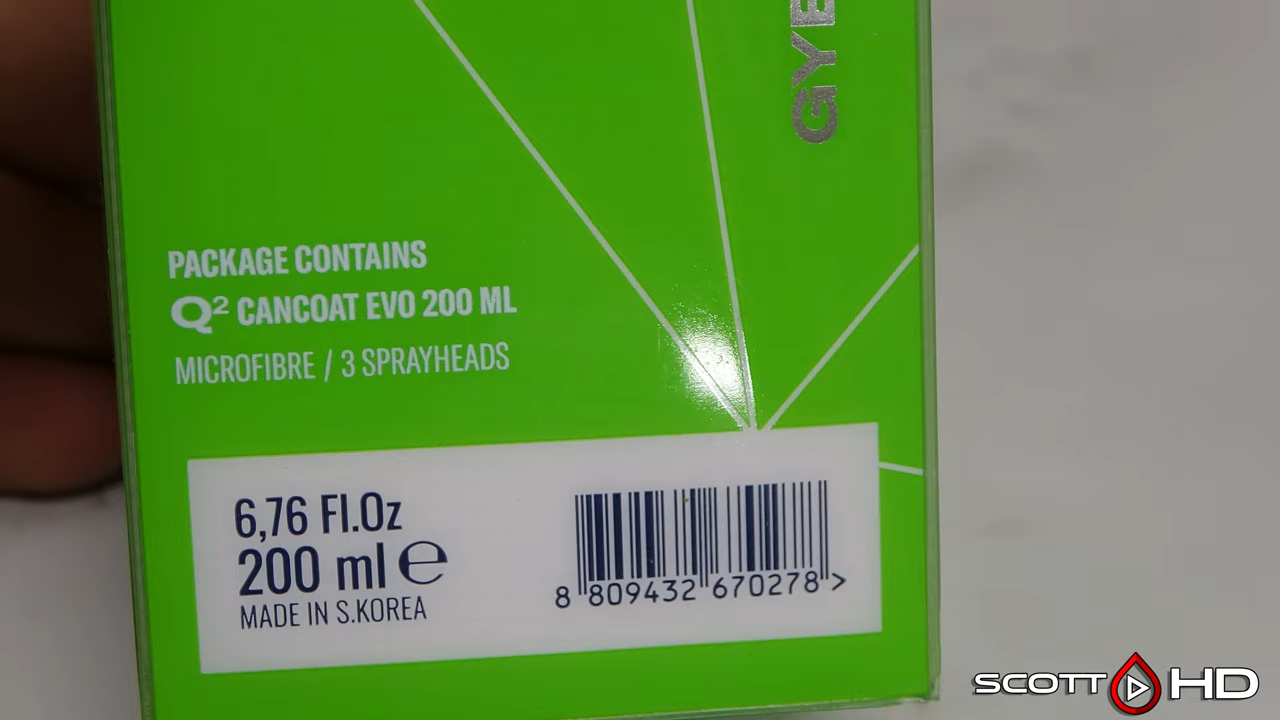 GYE
PACKAGE CONTAINS
Q² CANCOAT EVO 200 ML
MICROFIBRE / 3 SPRAYHEADS
6,76 Fl.Oz
200 ml ℮
MADE IN S.KOREA
8 809432 670278 >
SCOTT HD